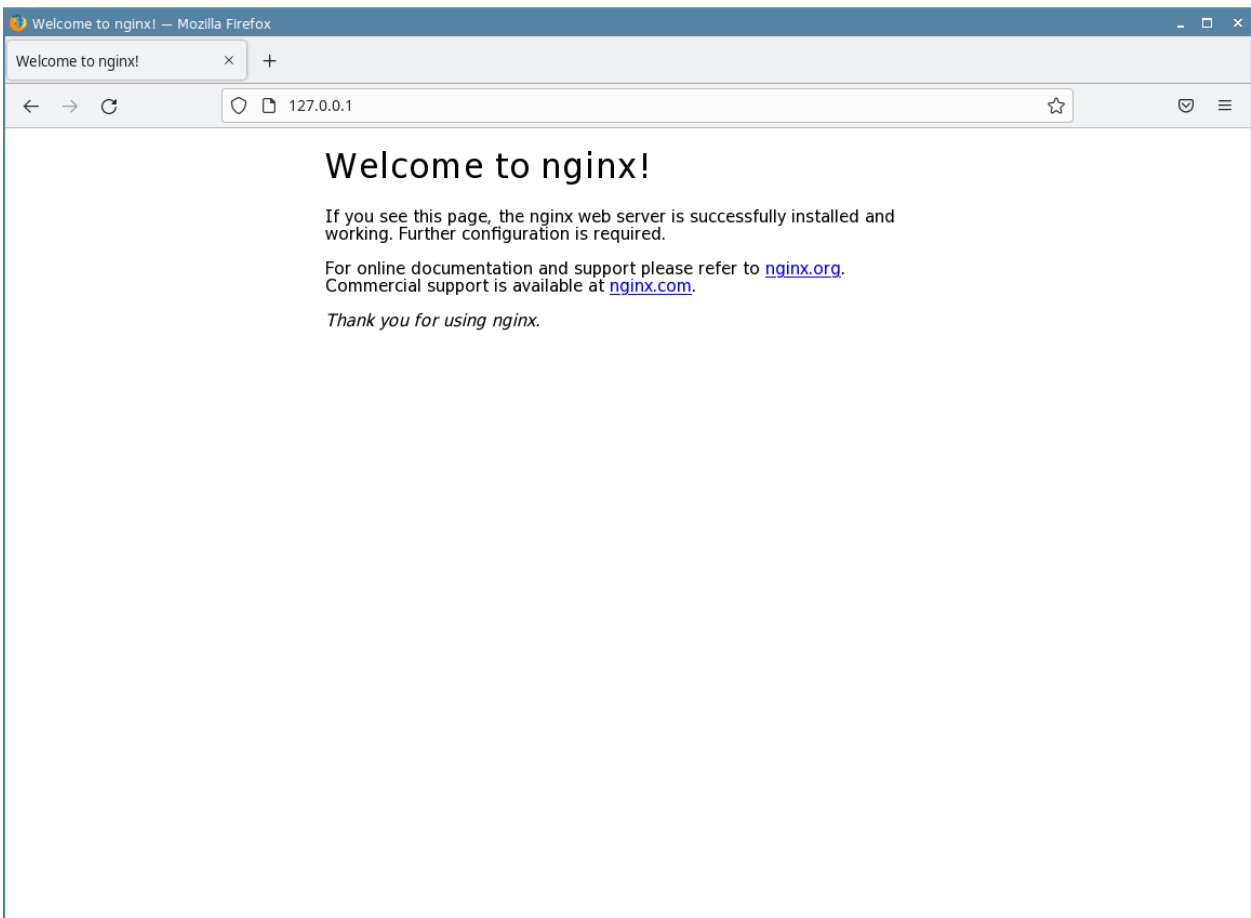 Welcome to nginx! — Mozilla Firefox
Welcome to nginx!
127.0.0.1
Welcome to nginx!
If you see this page, the nginx web server is successfully installed and
working. Further configuration is required.
For online documentation and support please refer to nginx.org.
Commercial support is available at nginx.com.
Thank you for using nginx.